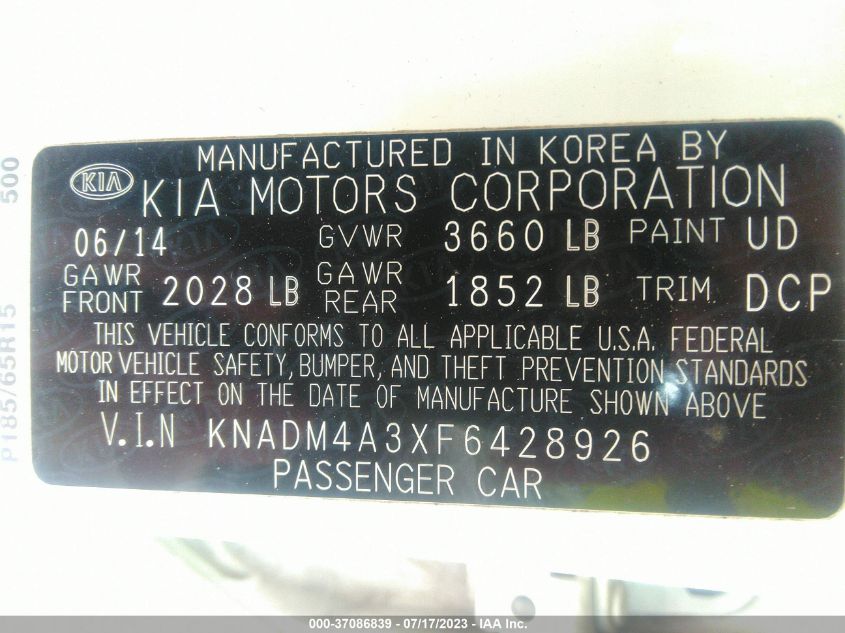 MANUFACTURED IN KOREA BY
KIA
KIA MOTORS CORPORATION
06/14 GVWR 3660 LB PAINT UD
GAWR FRONT 2028 LB GAWR REAR 1852 LB TRIM DCP
THIS VEHICLE CONFORMS TO ALL APPLICABLE U.S.A. FEDERAL
MOTOR VEHICLE SAFETY, BUMPER, AND THEFT PREVENTION STANDARDS
IN EFFECT ON THE DATE OF MANUFACTURE SHOWN ABOVE
V.I.N KNADM4A3XF6428926
PASSENGER CAR
P185/65R15 500
000-37086839 - 07/17/2023 - IAA Inc.